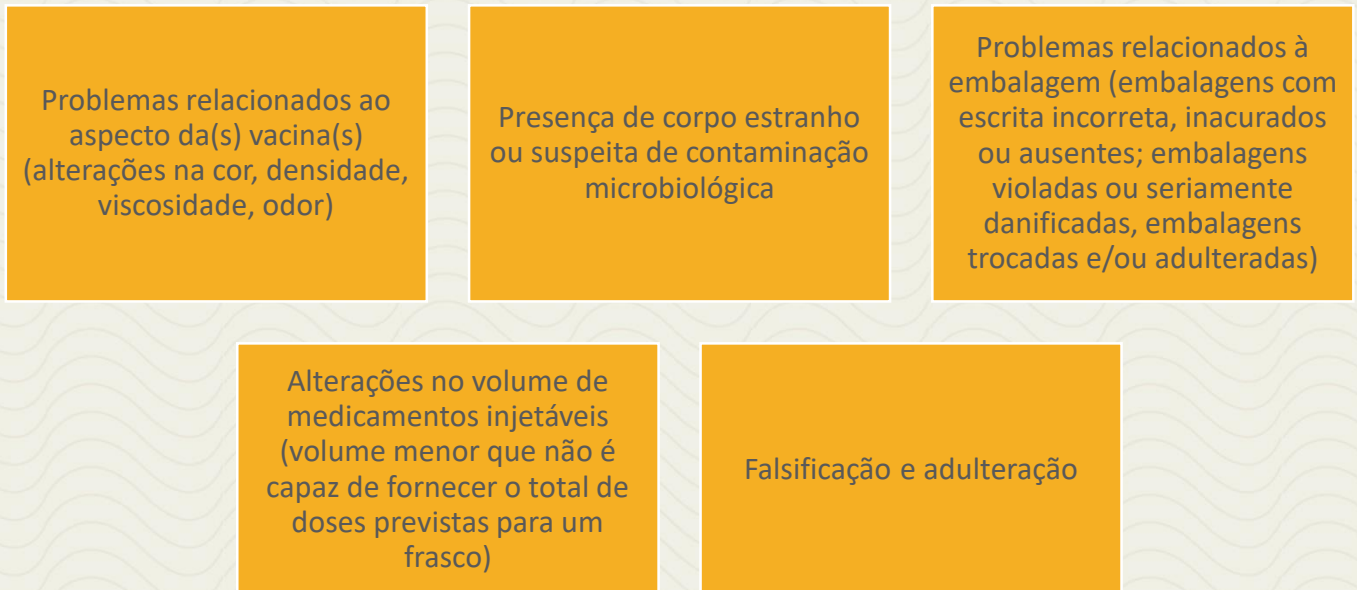 Problemas relacionados ao
aspecto da(s) vacina(s)
(alterações na cor, densidade,
viscosidade, odor)
Presença de corpo estranho
ou suspeita de contaminação
microbiológica
Problemas relacionados à
embalagem (embalagens com
escrita incorreta, inacurados
ou ausentes; embalagens
violadas ou seriamente
danificadas, embalagens
trocadas e/ou adulteradas)
Alterações no volume de
medicamentos injetáveis
(volume menor que não é
capaz de fornecer o total de
doses previstas para um
frasco)
Falsificação e adulteração